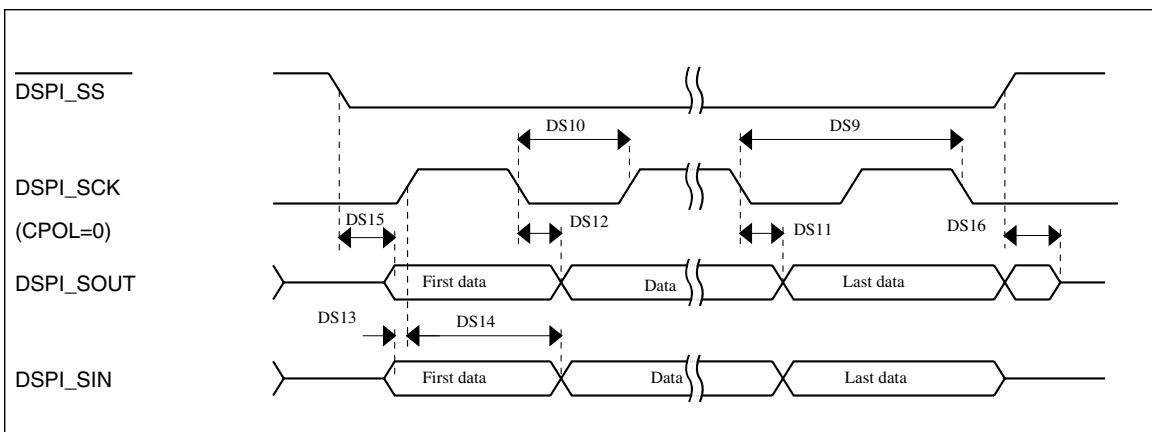 DSPI_SS
DS10
DS9
DSPI_SCK
(CPOL=0)
DS15
DS12
DS11
DS16
DSPI_SOUT
First data
Data
Last data
DS13
DS14
DSPI_SIN
First data
Data
Last data